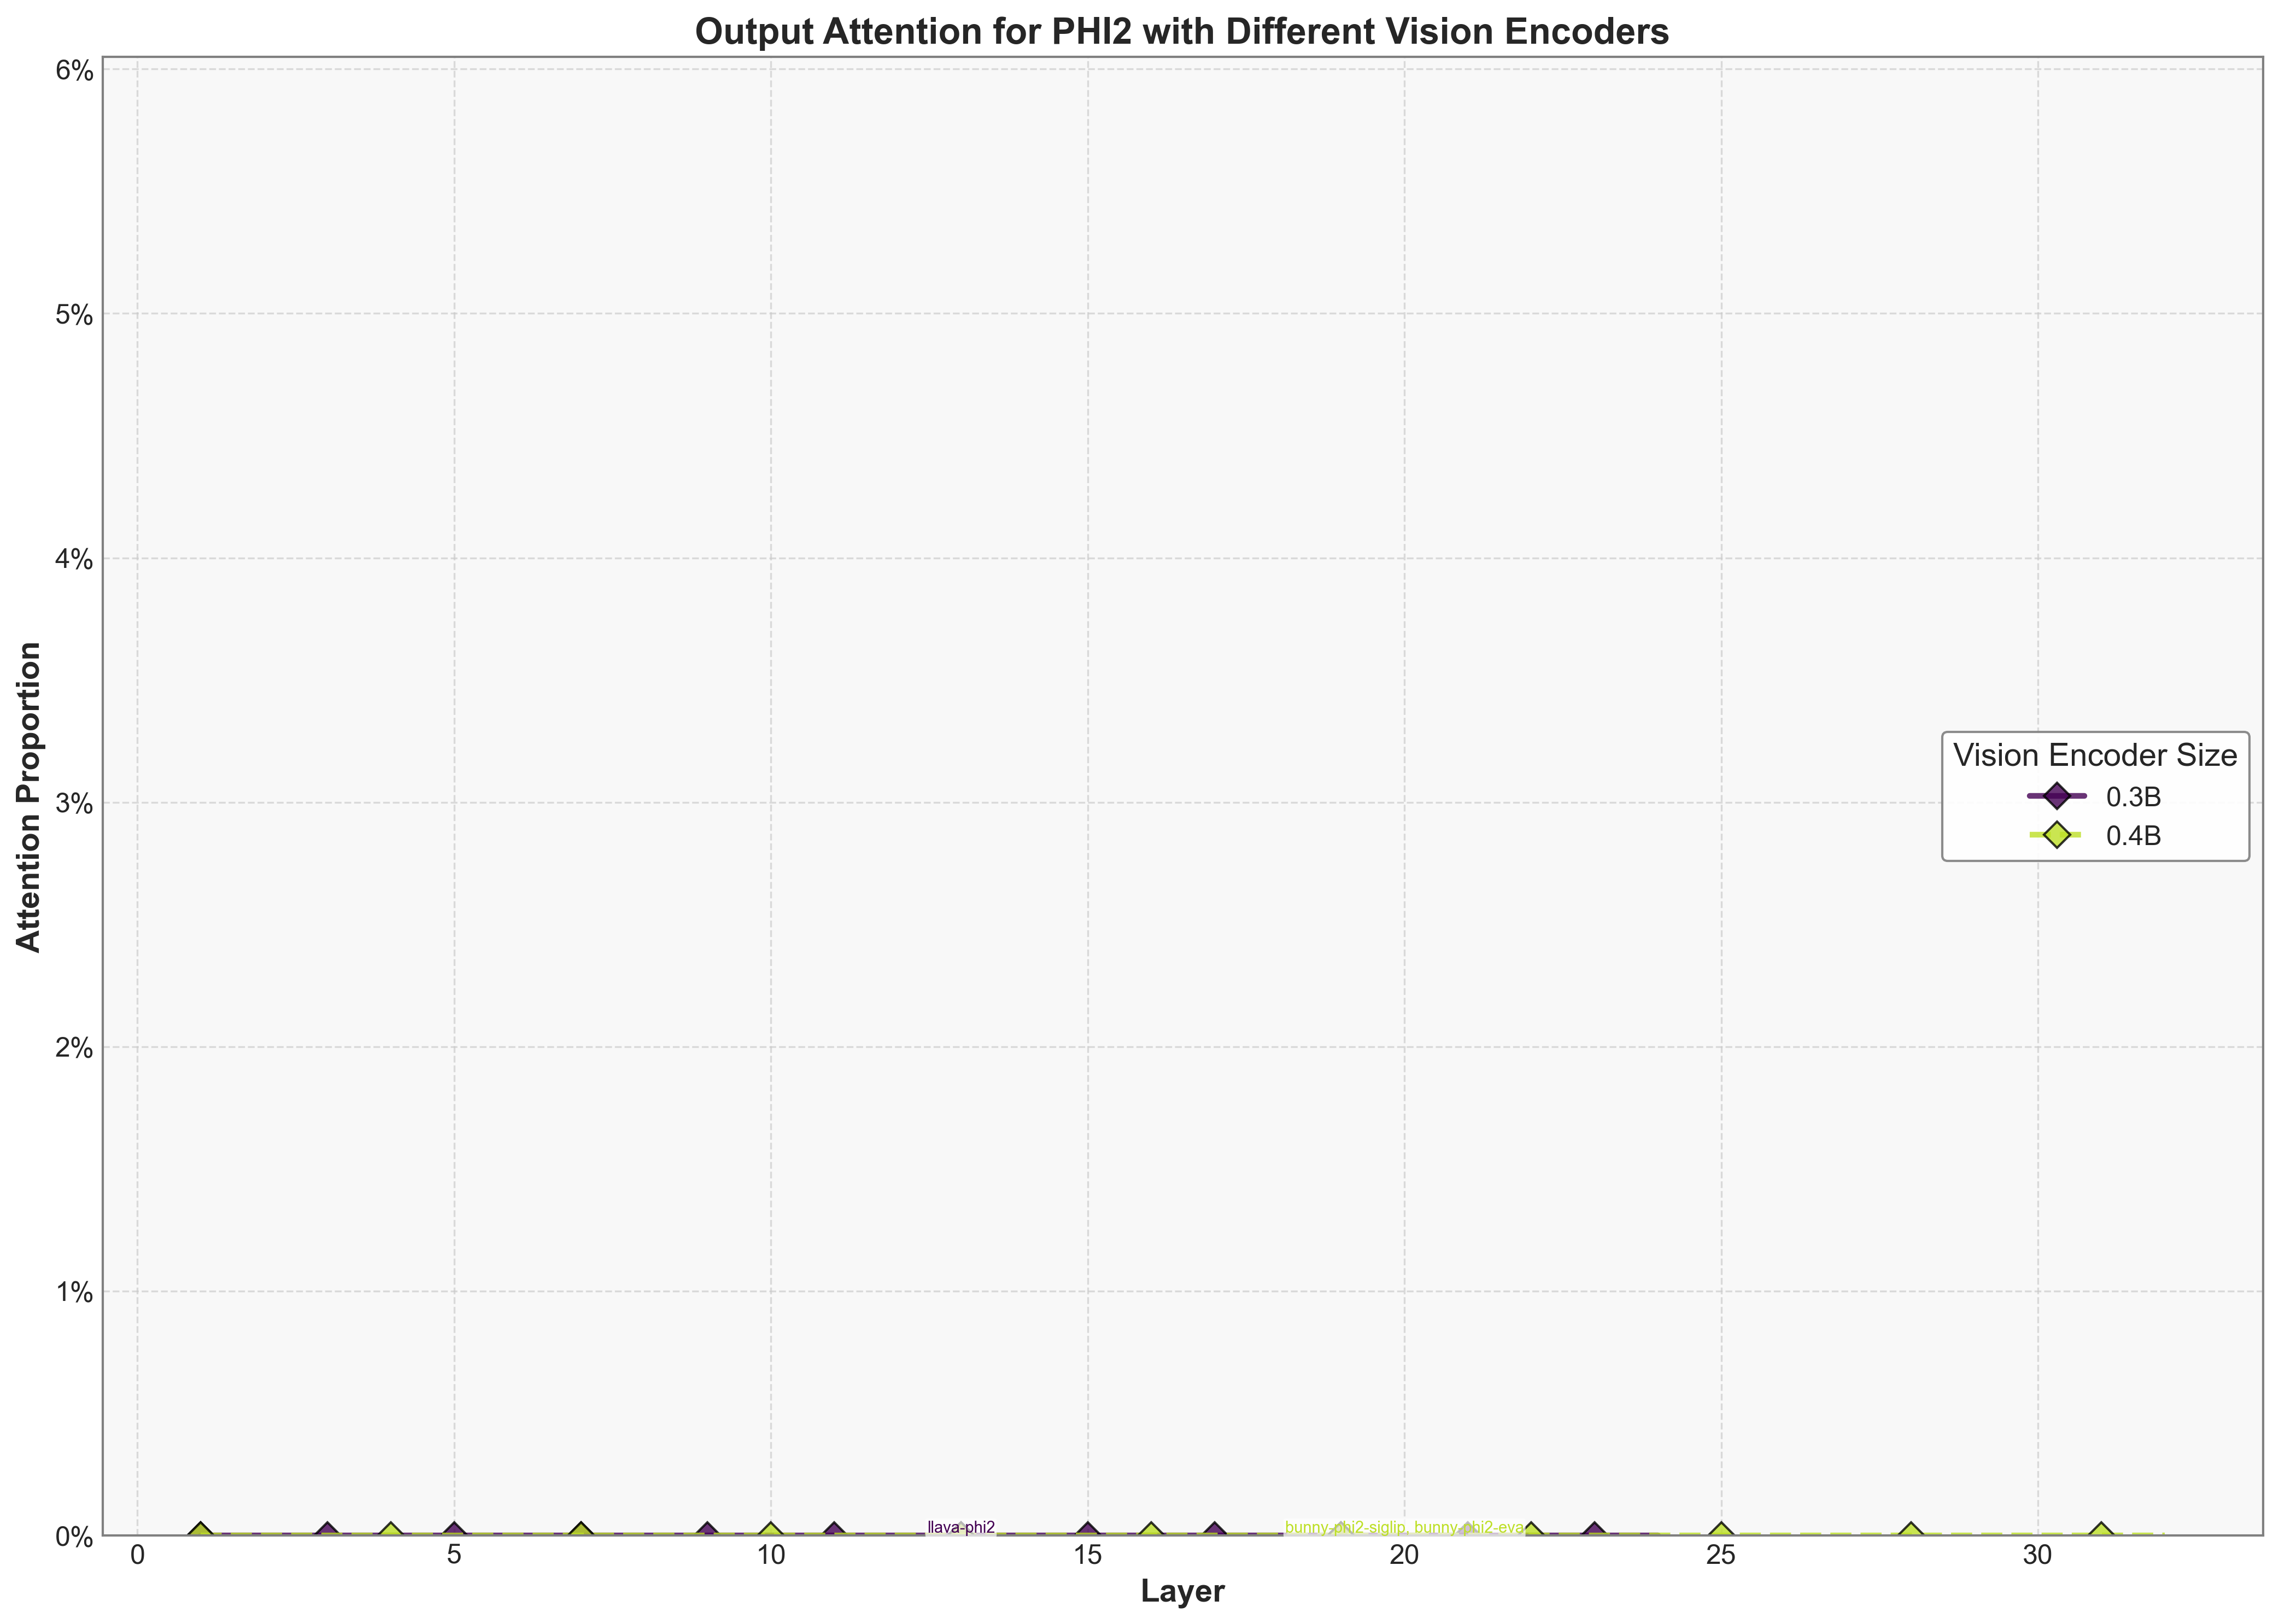 Output Attention for PHI2 with Different Vision Encoders
6%
5%
4%
3%
2%
1%
0%
Attention Proportion
Vision Encoder Size
0.3B
0.4B
llava-phi2
bunny-phi2-siglip, bunny-phi2-eva
0 5 10 15 20 25 30
Layer